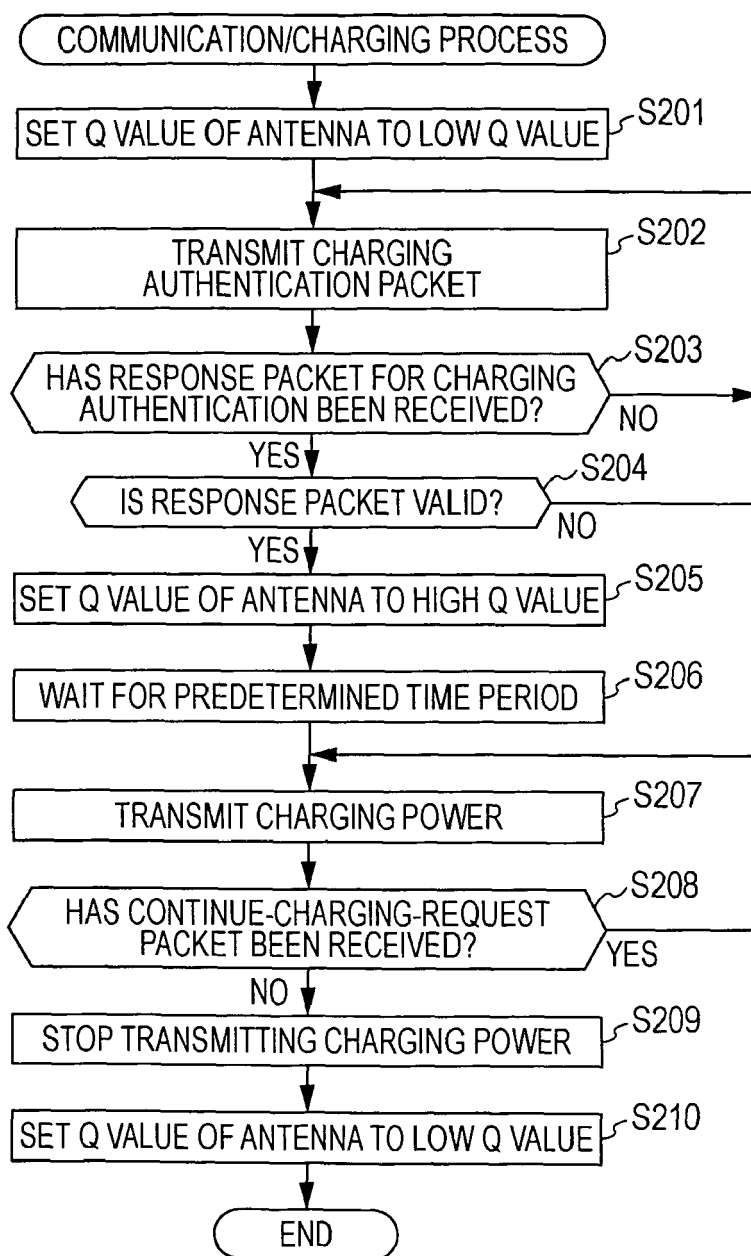 COMMUNICATION/CHARGING PROCESS
S201
SET Q VALUE OF ANTENNA TO LOW Q VALUE
S202
TRANSMIT CHARGING
AUTHENTICATION PACKET
S203
HAS RESPONSE PACKET FOR CHARGING
AUTHENTICATION BEEN RECEIVED?
NO
YES
S204
IS RESPONSE PACKET VALID?
NO
YES
S205
SET Q VALUE OF ANTENNA TO HIGH Q VALUE
S206
WAIT FOR PREDETERMINED TIME PERIOD
S207
TRANSMIT CHARGING POWER
S208
HAS CONTINUE-CHARGING-REQUEST
PACKET BEEN RECEIVED?
YES
NO
S209
STOP TRANSMITTING CHARGING POWER
S210
SET Q VALUE OF ANTENNA TO LOW Q VALUE
END